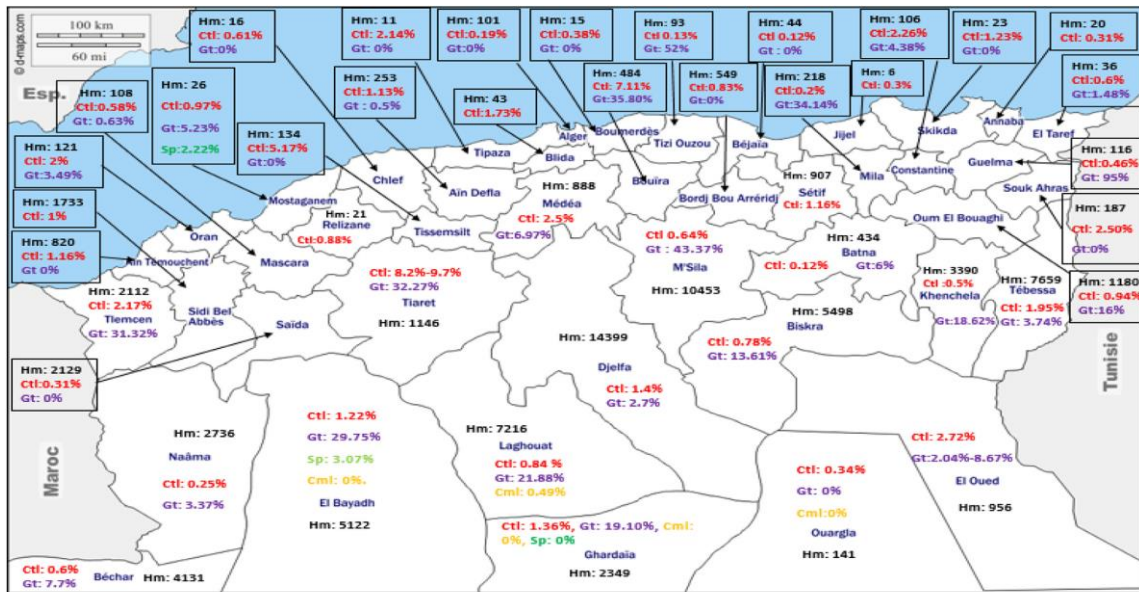 © d-maps.com
100 km
60 mi
Esp.
Hm: 16
Ctl: 0.61%
Gt:0%
Hm: 11
Ctl: 2.14%
Gt: 0%
Hm: 101
Ctl :0.19%
Gt: 0%
Hm: 15
Ctl:0.38%
Gt: 0%
Hm: 93
Ctl 0.13%
Gt: 52%
Hm: 44
Ctl 0.12%
Gt : 0%
Hm: 106
Ctl :2.26%
Gt:4.38%
Hm: 23
Ctl:1.23%
Gt:0%
Hm: 20
Ctl: 0.31%
Hm: 108
Ctl:0.58%
Gt: 0.63%
Hm: 26
Ctl:0.97%
Gt:5.23%
Sp:2.22%
Hm: 134
Ctl:5.17%
Gt:0%
Hm: 253
Ctl:1.13%
Gt : 0.5%
Hm: 43
Ctl:1.73%
Hm : 484
Ctl : 7.11%
Gt:35.80%
Hm: 549
Ctl:0.83%
Gt:0%
Hm: 218
Ctl:0.2%
Gt:34.14%
Hm: 6
Ctl: 0.3%
Hm: 36
Ctl:0.6%
Gt:1.48%
Hm: 121
Ctl: 2%
Gt:3.49%
Hm: 1733
Ctl: 1%
Hm: 820
Ctl: 1.16%
Gt 0%
Hm: 116
Ctl:0.46%
Gt: 95%
Hm: 187
Ctl: 2.50%
Gt:0%
Hm: 1180
Ctl:0.94%
Gt:16%
Alger
Boumerdès
Tizi Ouzou
Béjaïa
Jijel
Skikda
Annaba
El Taref
Tipaza
Blida
Bouïra
Bordj Bou Arréridj
Mila
Constantine
Guelma
Souk Ahras
Chlef
Aïn Defla
Mostaganem
Oran
Aïn Témouchent
Mascara
Tissemsilt
Oum El Bouaghi
Hm: 21
Relizane
Ctl:0.88%
Hm: 888
Médéa
Ctl: 2.5%
Gt:6.97%
Hm: 907
Sétif
Ctl: 1.16%
Ctl 0.64%
Gt : 43.37%
M'Sila
Hm: 10453
Hm: 434
Batna
Ctl: 0.12%
Gt:6%
Hm: 3390
Ctl :0.5%
Khenchela
Gt:18.62%
Hm: 7659
Tébessa
Ctl: 1.95%
Gt: 3.74%
Hm: 2112
Ctl: 2.17%
Tlemcen
Gt: 31.32%
Sidi Bel
Abbès
Saïda
Ctl: 8.2%-9.7%
Gt: 32.27%
Tiaret
Hm: 1146
Hm: 5498
Biskra
Ctl: 0.78%
Gt: 13.61%
Hm: 14399
Djelfa
Ctl: 1.4%
Gt: 2.7%
Hm: 2129
Ctl:0.31%
Gt: 0%
Maroc
Tunisie
Hm: 2736
Naâma
Ctl: 0.25%
Gt: 3.37%
Ctl: 1.22%
Gt: 29.75%
Sp: 3.07%
Cml: 0%.
El Bayadh
Hm: 5122
Hm: 7216
Laghouat
Ctl: 0.84 %
Gt: 21.88%
Cml: 0.49%
Ctl: 0.34%
Gt: 0%
Cml:0%
Ouargla
Hm: 141
Ctl: 2.72%
Gt:2.04%-8.67%
El Oued
Hm: 956
Ctl: 1.36%, Gt: 19.10%, Cml:
0%, Sp: 0%
Ghardaïa
Hm: 2349
Ctl: 0.6%
Gt: 7.7%
Béchar
Hm: 4131